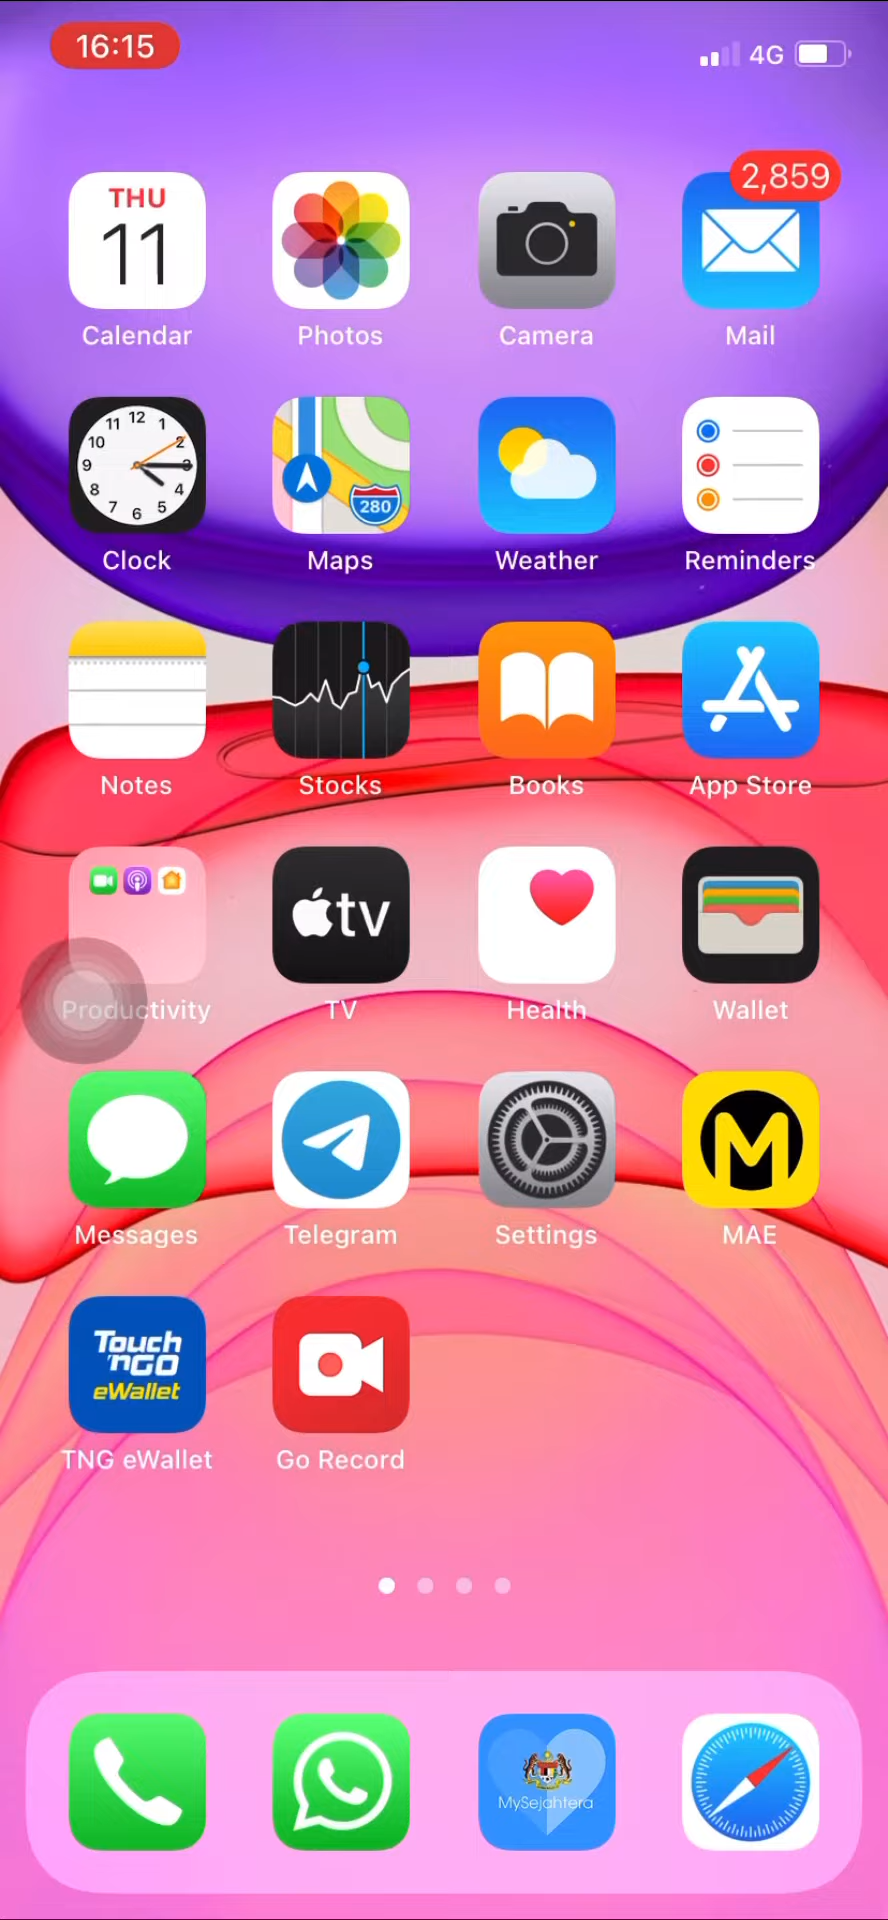 16:15
4G
2,859
THU
11
Calendar
Photos
Camera
Mail
12
11
1
10
2
9
3
8
4
7
5
6
280
Clock
Maps
Weather
Reminders
Notes
Stocks
Books
App Store
tv
Productivity
TV
Health
Wallet
M
Messages
Telegram
Settings
MAE
Touch
'nGO
eWallet
TNG eWallet
Go Record
MySejahtera